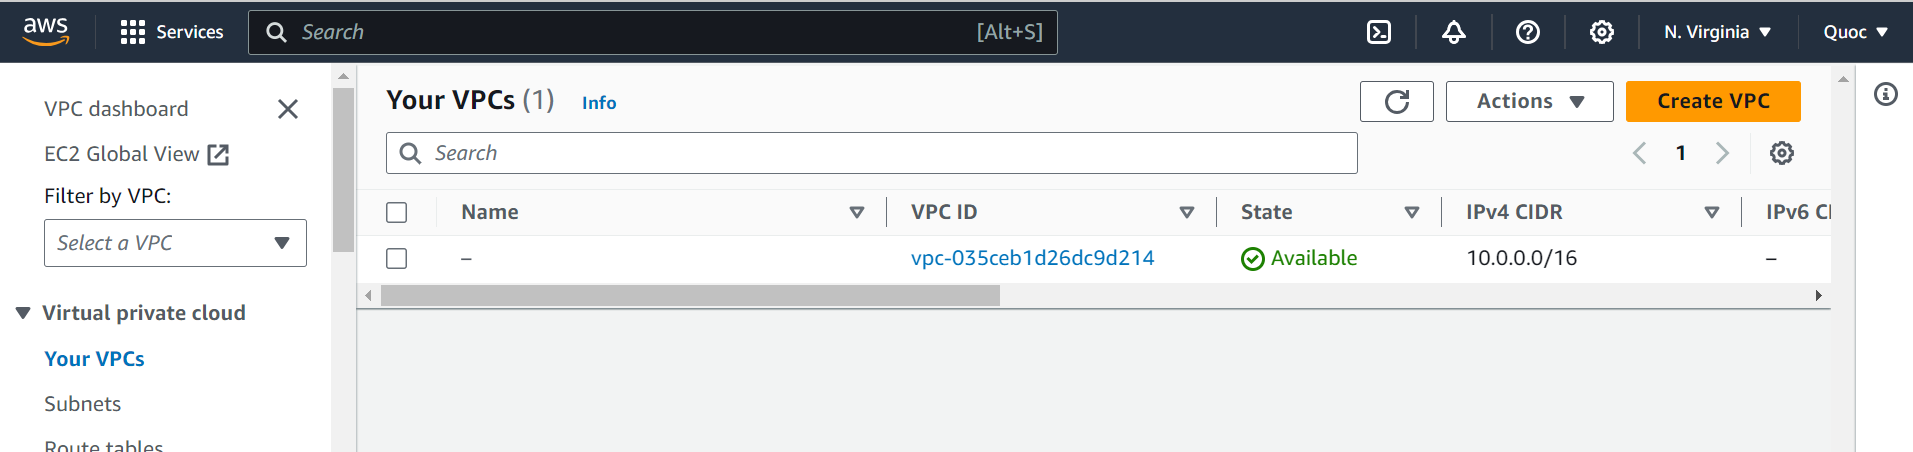 aws Services Search [Alt+S] N. Virginia Quoc
VPC dashboard
EC2 Global View
Filter by VPC:
Select a VPC
Virtual private cloud
Your VPCs
Subnets
Route tables
Your VPCs (1) Info Actions Create VPC
Search 1
Name VPC ID State IPv4 CIDR IPv6 CI
– vpc-035ceb1d26dc9d214 Available 10.0.0.0/16 –